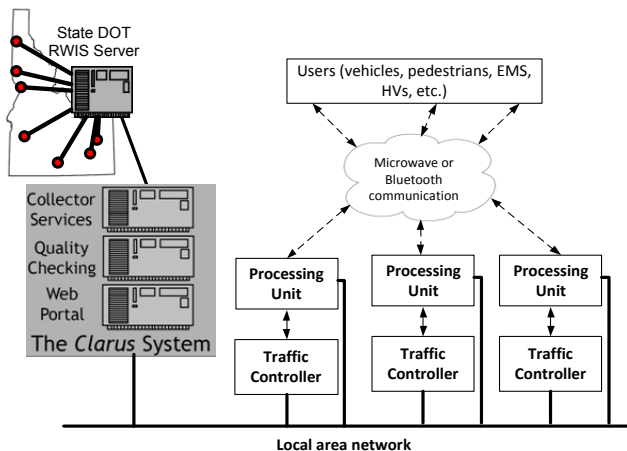 State DOT
RWIS Server
Users (vehicles, pedestrians, EMS,
HVs, etc.)
Microwave or
Bluetooth
communication
Collector
Services
Quality
Checking
Web
Portal
The Clarus System
Processing
Unit
Processing
Unit
Processing
Unit
Traffic
Controller
Traffic
Controller
Traffic
Controller
Local area network